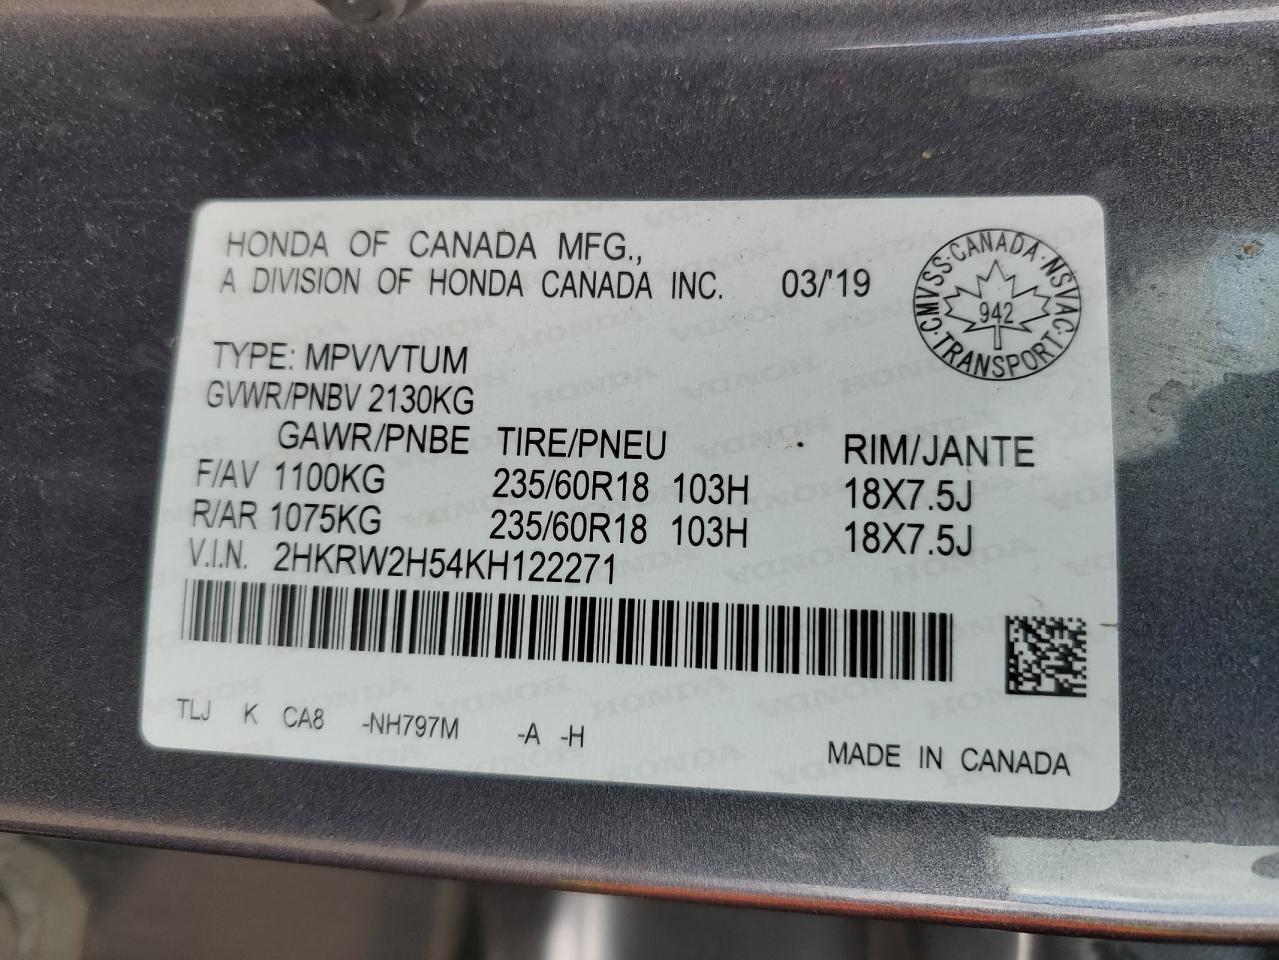 HONDA OF CANADA MFG.,
A DIVISION OF HONDA CANADA INC. 03/'19
CMVSS·CANADA·NSVAC·TRANSPORT·
942
TYPE: MPV/VTUM
GVWR/PNBV 2130KG
GAWR/PNBE TIRE/PNEU RIM/JANTE
F/AV 1100KG 235/60R18 103H 18X7.5J
R/AR 1075KG 235/60R18 103H 18X7.5J
V.I.N. 2HKRW2H54KH122271
TLJ K CA8 -NH797M -A -H
MADE IN CANADA